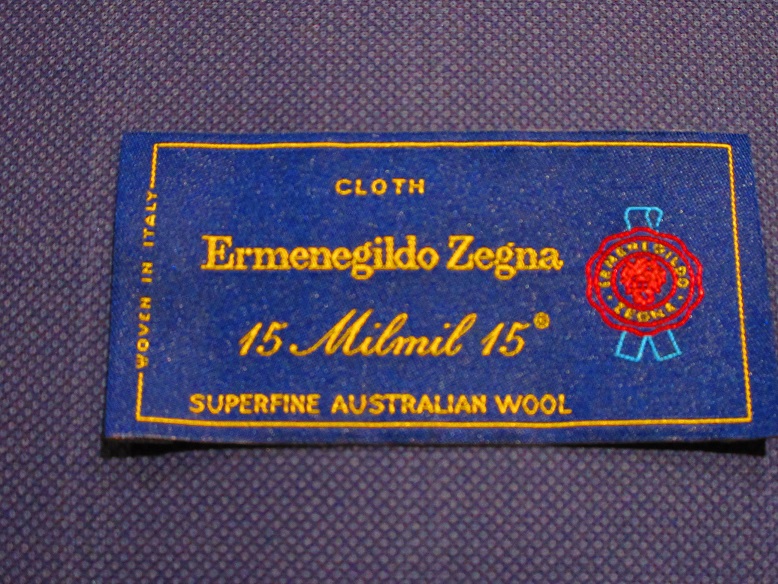 CLOTH
Ermenegildo Zegna
15 Milmil 15®
SUPERFINE AUSTRALIAN WOOL
WOVEN IN ITALY
ERMENEGILDO
ZEGNA